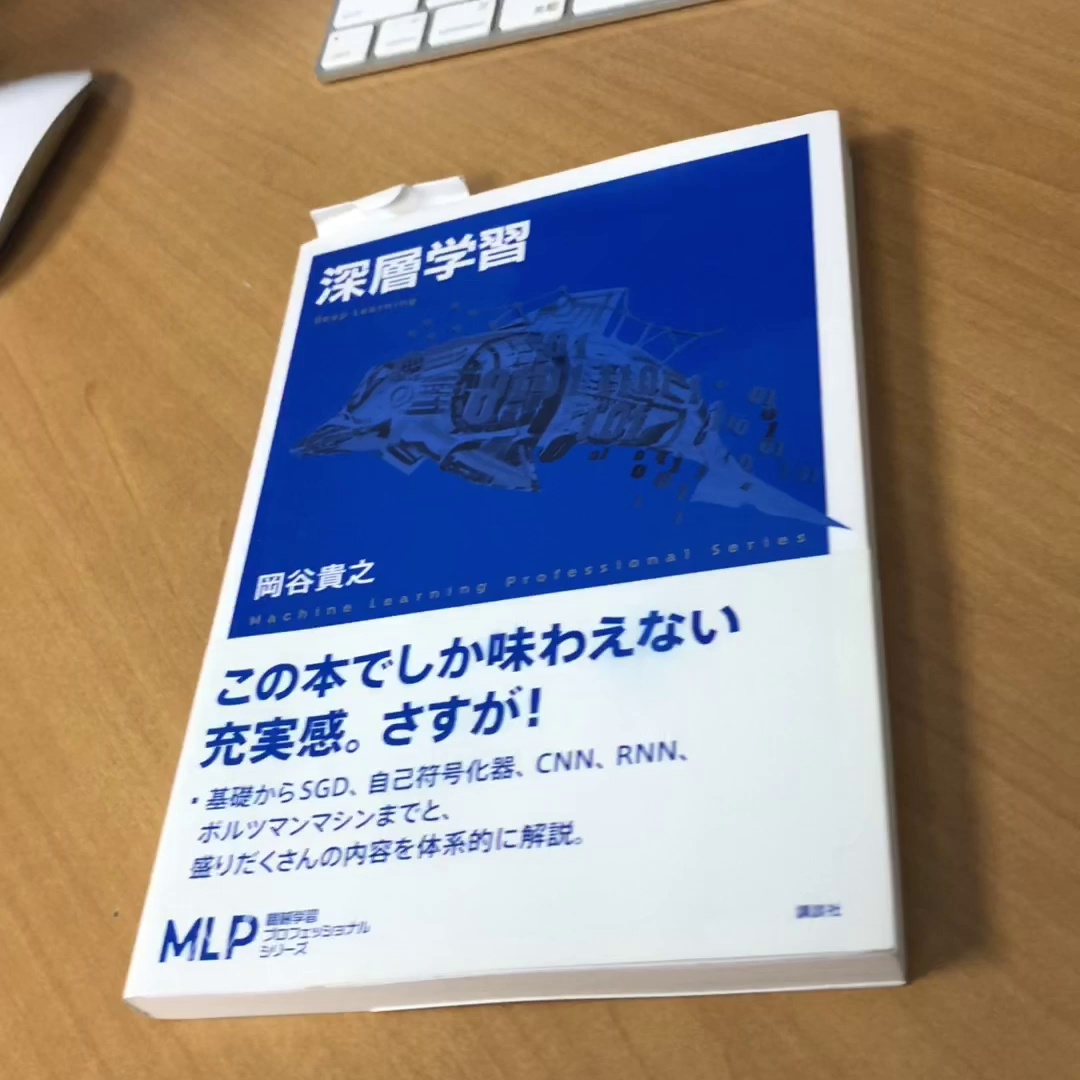 深層学習
Deep Learning
岡谷貴之
Machine Learning Professional Series
この本でしか味わえない
充実感。さすが!
・基礎からSGD、自己符号化器、CNN、RNN、
ボルツマンマシンまでと、
盛りだくさんの内容を体系的に解説。
MLP
機械学習
プロフェッショナル
シリーズ
講談社